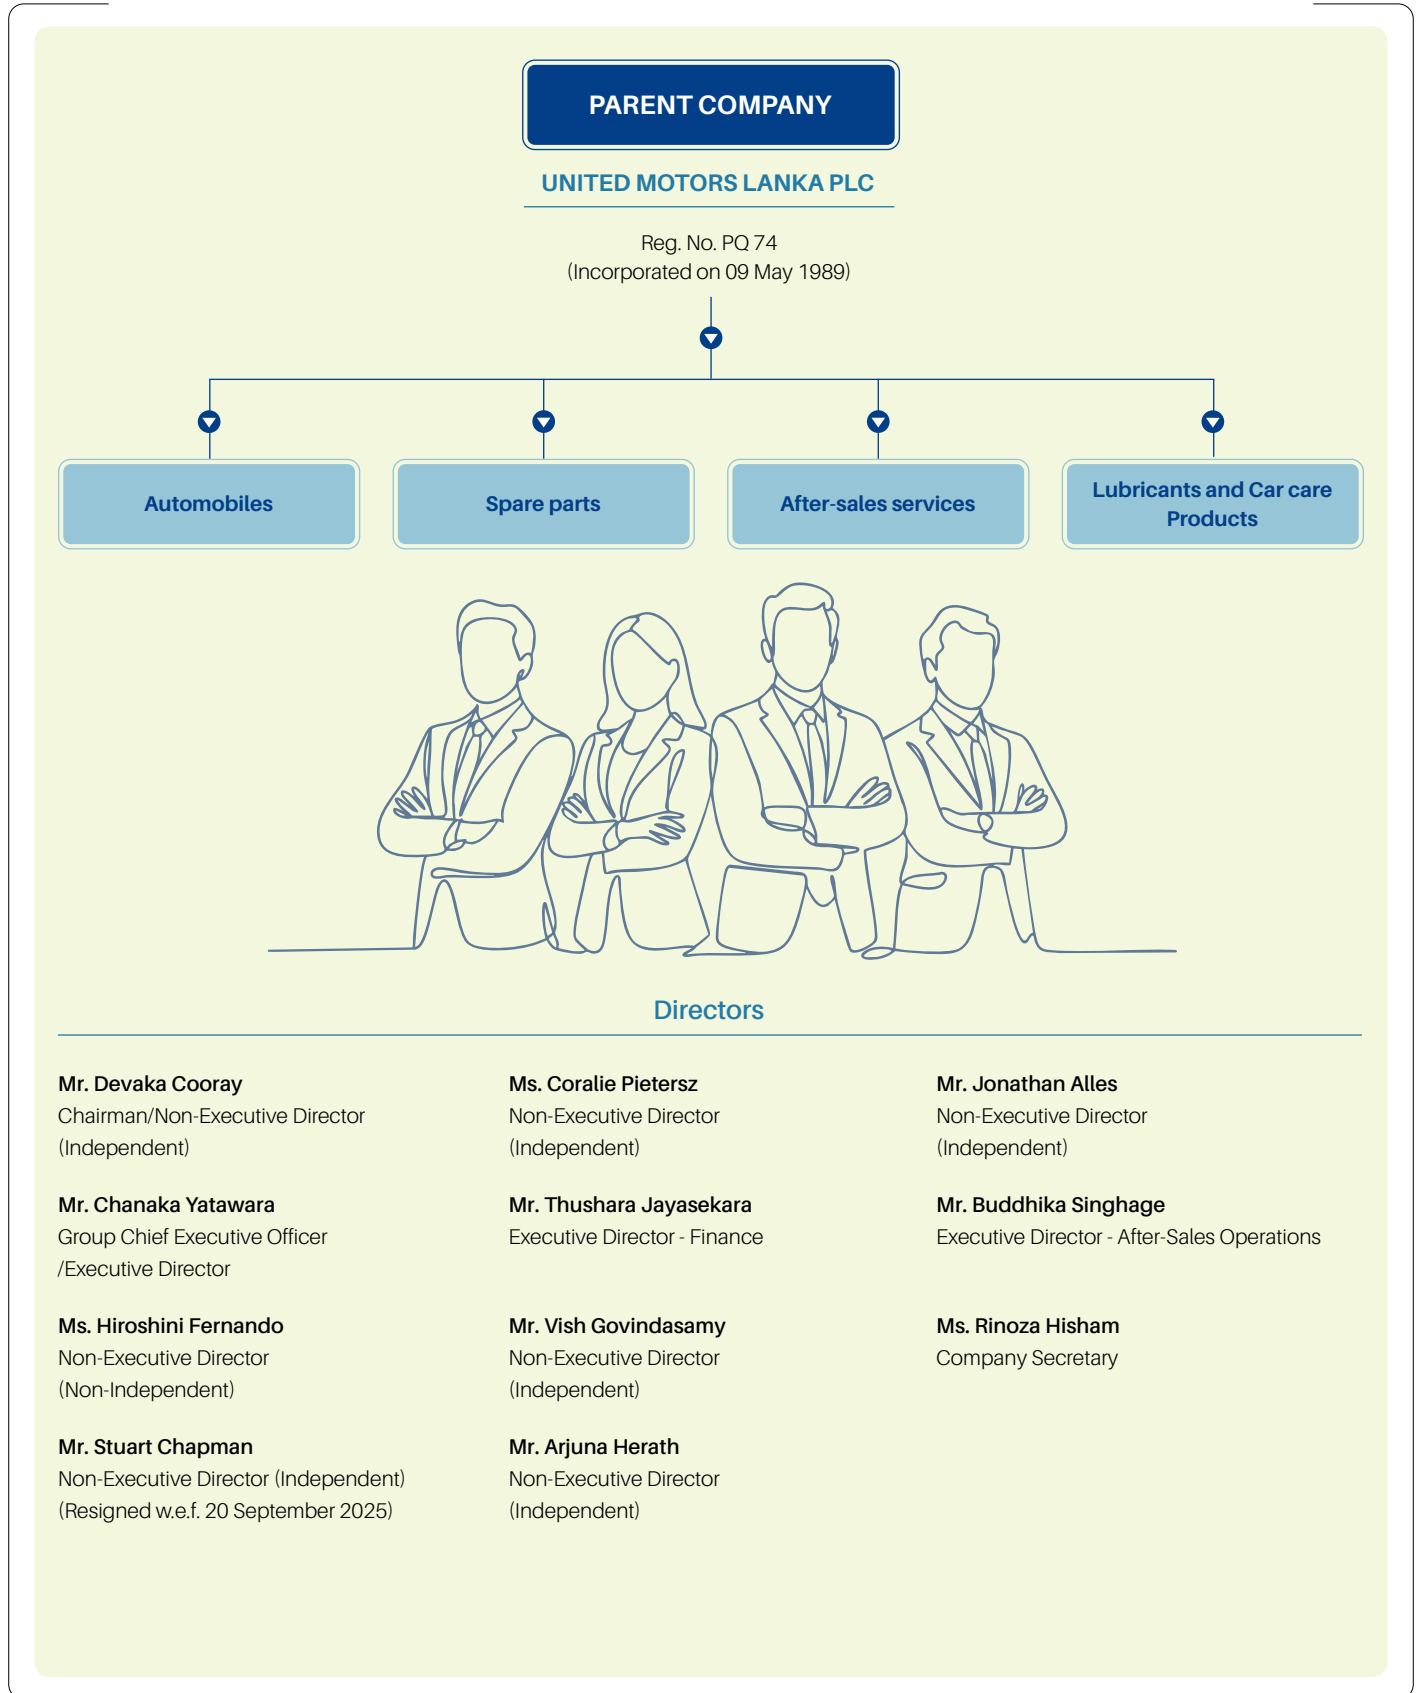 PARENT COMPANY
UNITED MOTORS LANKA PLC
Reg. No. PQ 74
(Incorporated on 09 May 1989)
Automobiles
Spare parts
After-sales services
Lubricants and Car care
Products
Directors
Mr. Devaka Cooray
Chairman/Non-Executive Director
(Independent)
Ms. Coralie Pietersz
Non-Executive Director
(Independent)
Mr. Jonathan Alles
Non-Executive Director
(Independent)
Mr. Chanaka Yatawara
Group Chief Executive Officer
/Executive Director
Mr. Thushara Jayasekara
Executive Director - Finance
Mr. Buddhika Singhage
Executive Director - After-Sales Operations
Ms. Hiroshini Fernando
Non-Executive Director
(Non-Independent)
Mr. Vish Govindasamy
Non-Executive Director
(Independent)
Ms. Rinoza Hisham
Company Secretary
Mr. Stuart Chapman
Non-Executive Director (Independent)
(Resigned w.e.f. 20 September 2025)
Mr. Arjuna Herath
Non-Executive Director
(Independent)